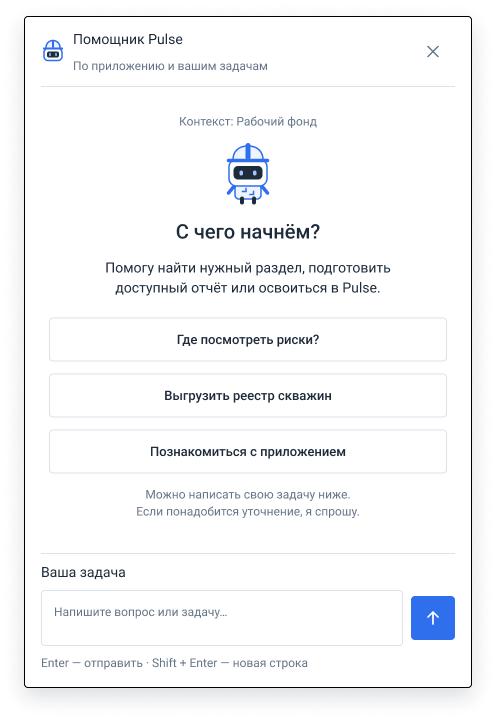 Помощник Pulse
По приложению и вашим задачам
Контекст: Рабочий фонд
С чего начнём?
Помогу найти нужный раздел, подготовить
доступный отчёт или освоиться в Pulse.
Где посмотреть риски?
Выгрузить реестр скважин
Познакомиться с приложением
Можно написать свою задачу ниже.
Если понадобится уточнение, я спрошу.
Ваша задача
Напишите вопрос или задачу…
Enter — отправить · Shift + Enter — новая строка